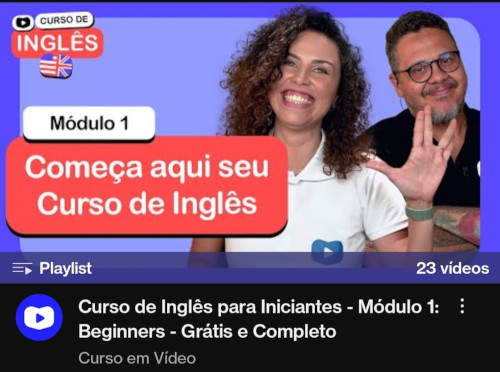 CURSO DE
INGLÊS
Módulo 1
Começa aqui seu
Curso de Inglês
Playlist
23 vídeos
Curso de Inglês para Iniciantes - Módulo 1:
Beginners - Grátis e Completo
Curso em Vídeo